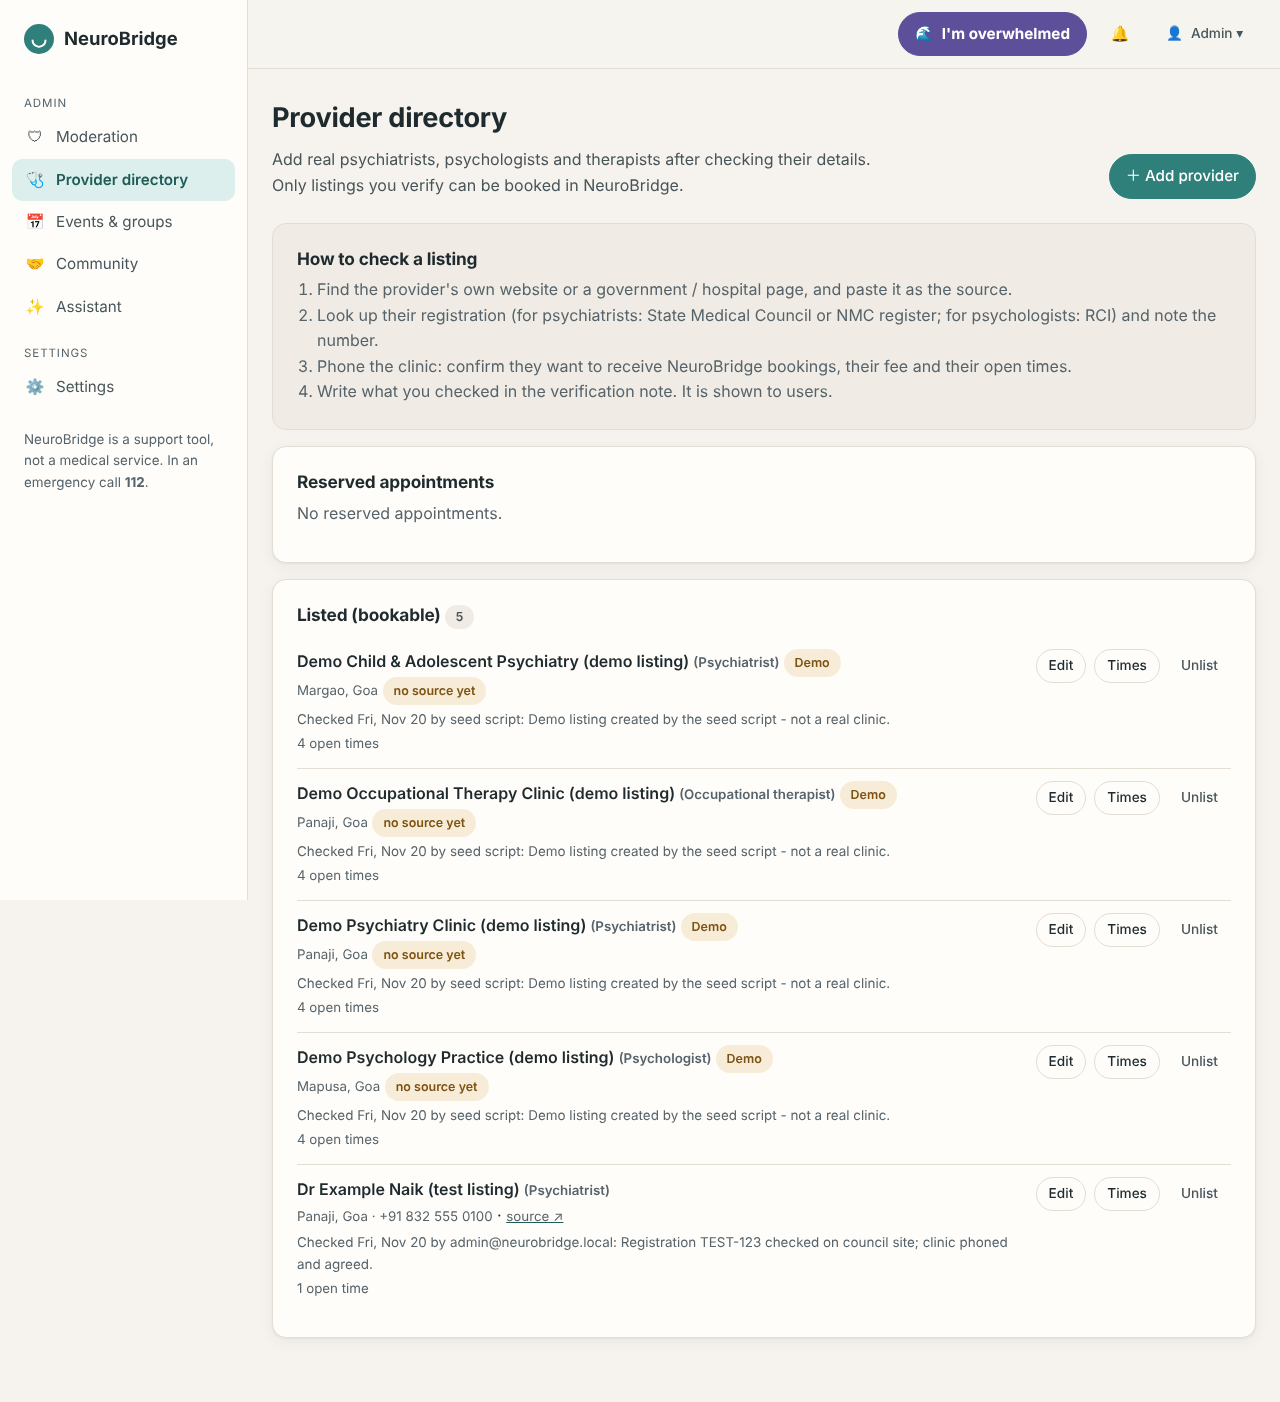 NeuroBridge
I'm overwhelmed
Admin ▾
ADMIN
Moderation
Provider directory
Events & groups
Community
Assistant
SETTINGS
Settings
NeuroBridge is a support tool,
not a medical service. In an
emergency call 112.
Provider directory
Add real psychiatrists, psychologists and therapists after checking their details.
Only listings you verify can be booked in NeuroBridge.
+ Add provider
How to check a listing
1. Find the provider's own website or a government / hospital page, and paste it as the source.
2. Look up their registration (for psychiatrists: State Medical Council or NMC register; for psychologists: RCI) and note the
number.
3. Phone the clinic: confirm they want to receive NeuroBridge bookings, their fee and their open times.
4. Write what you checked in the verification note. It is shown to users.
Reserved appointments
No reserved appointments.
Listed (bookable) 5
Demo Child & Adolescent Psychiatry (demo listing) (Psychiatrist) Demo
Edit Times Unlist
Margao, Goa no source yet
Checked Fri, Nov 20 by seed script: Demo listing created by the seed script - not a real clinic.
4 open times
Demo Occupational Therapy Clinic (demo listing) (Occupational therapist) Demo
Edit Times Unlist
Panaji, Goa no source yet
Checked Fri, Nov 20 by seed script: Demo listing created by the seed script - not a real clinic.
4 open times
Demo Psychiatry Clinic (demo listing) (Psychiatrist) Demo
Edit Times Unlist
Panaji, Goa no source yet
Checked Fri, Nov 20 by seed script: Demo listing created by the seed script - not a real clinic.
4 open times
Demo Psychology Practice (demo listing) (Psychologist) Demo
Edit Times Unlist
Mapusa, Goa no source yet
Checked Fri, Nov 20 by seed script: Demo listing created by the seed script - not a real clinic.
4 open times
Dr Example Naik (test listing) (Psychiatrist)
Edit Times Unlist
Panaji, Goa · +91 832 555 0100 · source ↗
Checked Fri, Nov 20 by admin@neurobridge.local: Registration TEST-123 checked on council site; clinic phoned
and agreed.
1 open time